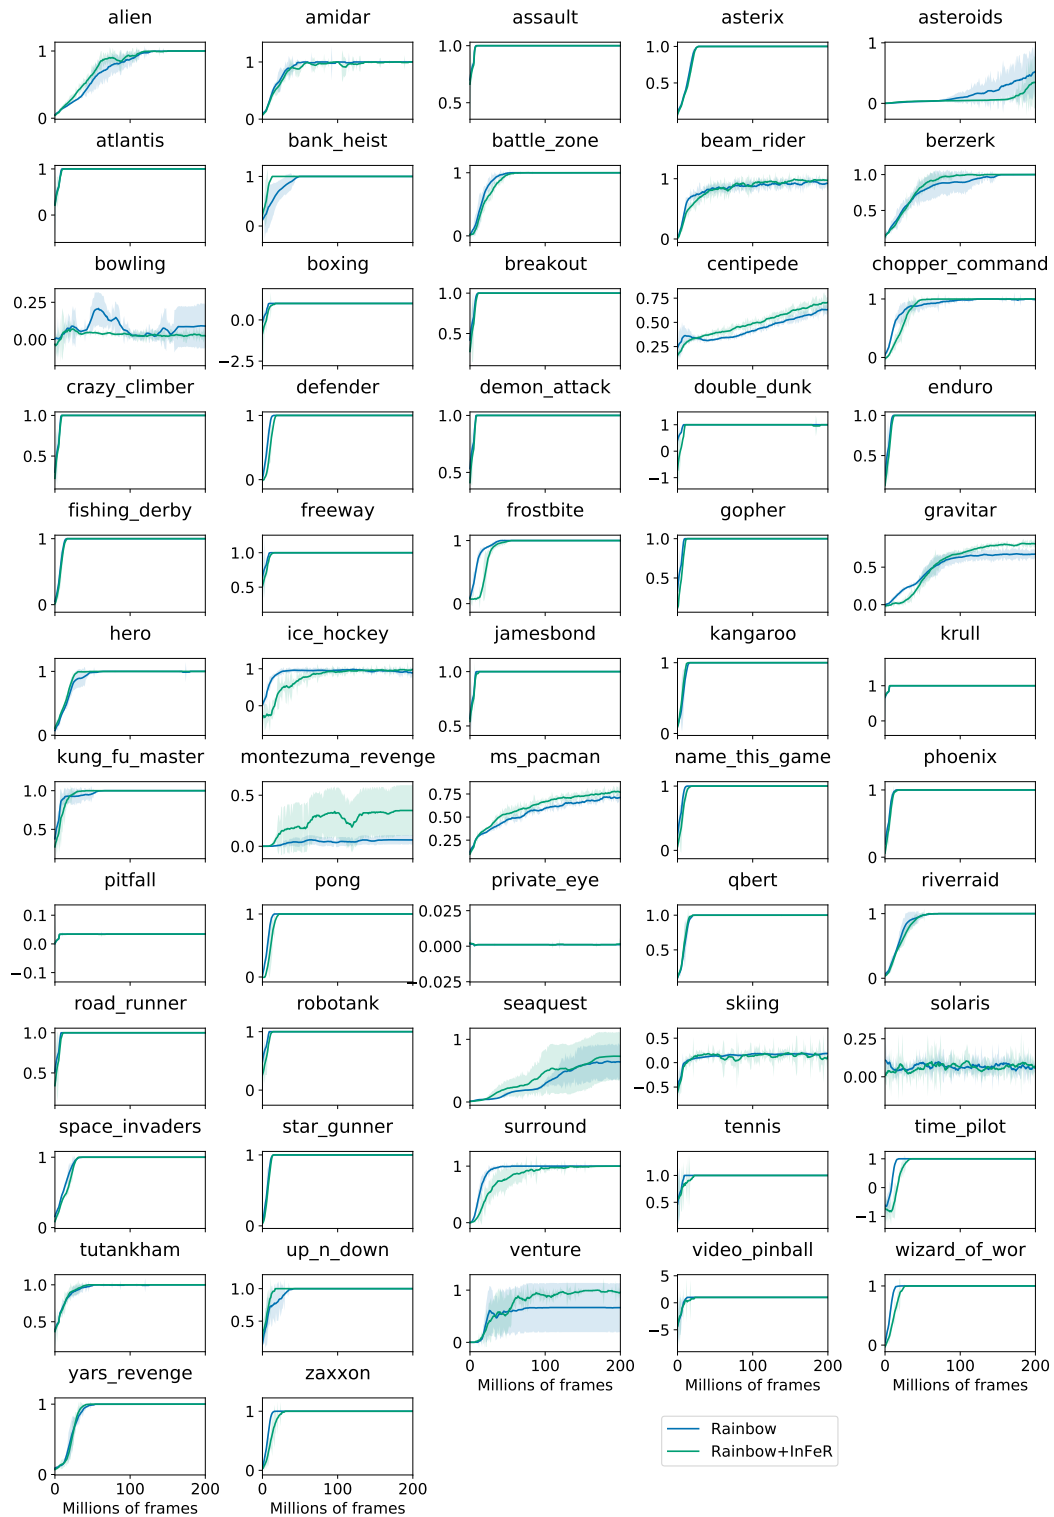 alien amidar assault asterix asteroids
1 0 1 0 1.0 0.5 1.0 0.5 1 0
atlantis bank_heist battle_zone beam_rider berzerk
1 0 1 0 1 0 1 0 1.0 0.5
bowling boxing breakout centipede chopper_command
0.25 0.00 0.0 −2.5 1.0 0.5 0.75 0.50 0.25 1 0
crazy_climber defender demon_attack double_dunk enduro
1.0 0.5 1 0 1.0 0.5 1 0 −1 1.0 0.5
fishing_derby freeway frostbite gopher gravitar
1 0 1.0 0.5 1 0 1.0 0.5 0.5 0.0
hero ice_hockey jamesbond kangaroo krull
1 0 1 0 1.0 0.5 1 0 1 0
kung_fu_master montezuma_revenge ms_pacman name_this_game phoenix
1.0 0.5 0.5 0.0 0.75 0.50 0.25 1 0 1 0
pitfall pong private_eye qbert riverraid
0.1 0.0 −0.1 1 0 0.025 0.000 −0.025 1.0 0.5 1 0
road_runner robotank seaquest skiing solaris
1.0 0.5 1.0 0.5 1 0 0.5 0.0 −0.5 0.25 0.00
space_invaders star_gunner surround tennis time_pilot
1 0 1 0 1 0 1.0 0.5 1 0 −1
tutankham up_n_down venture video_pinball wizard_of_wor
1.0 0.5 1.0 0.5 1 0 5 0 −5 1 0
0 100 200 0 100 200 0 100 200
Millions of frames Millions of frames Millions of frames
yars_revenge zaxxon
1 0 1 0
0 100 200 0 100 200
Millions of frames Millions of frames
Rainbow
Rainbow+InFeR